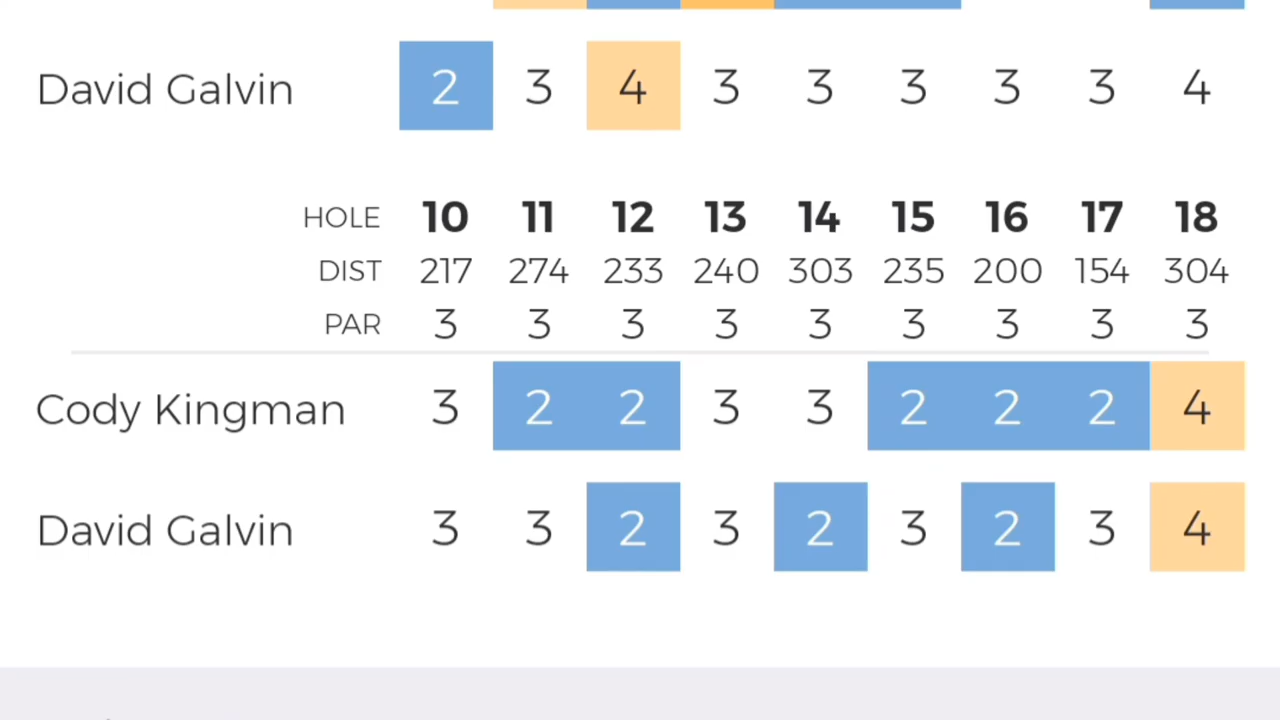 David Galvin 2 3 4 3 3 3 3 3 4
HOLE 10 11 12 13 14 15 16 17 18
DIST 217 274 233 240 303 235 200 154 304
PAR 3 3 3 3 3 3 3 3 3
Cody Kingman 3 2 2 3 3 2 2 2 4
David Galvin 3 3 2 3 2 3 2 3 4